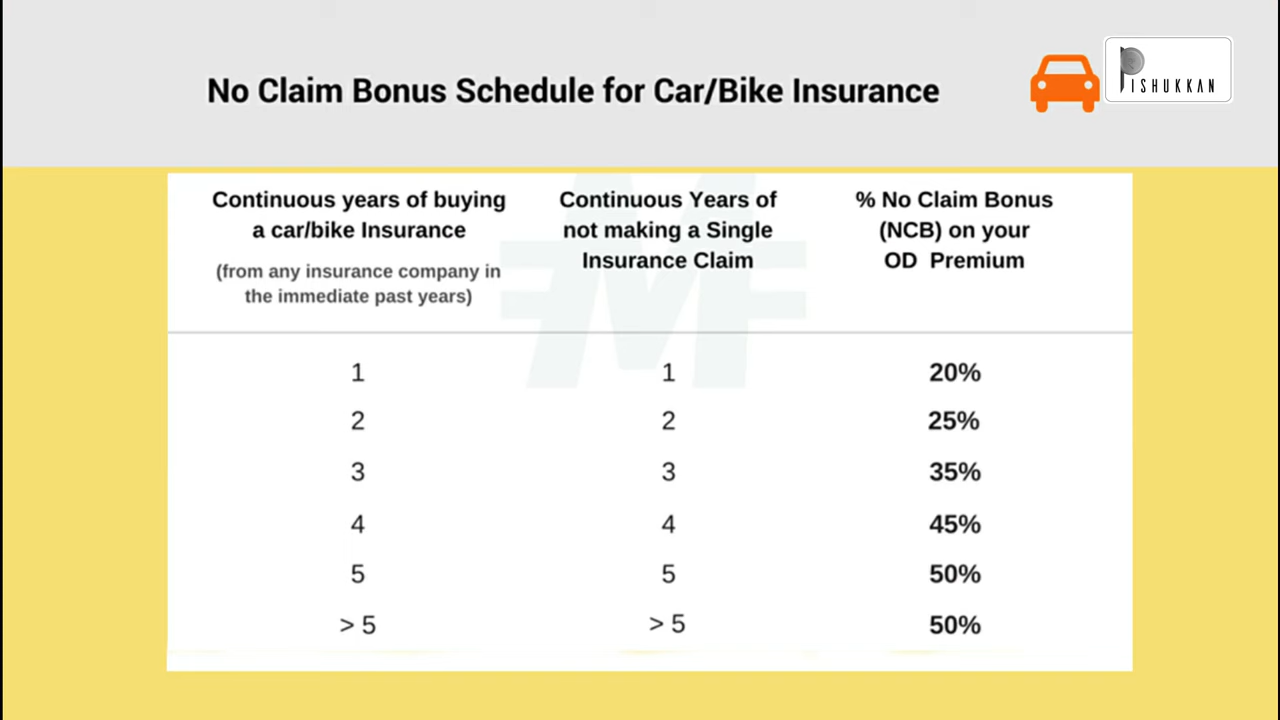 No Claim Bonus Schedule for Car/Bike Insurance
PISHUKKAN
Continuous years of buying
a car/bike Insurance
(from any insurance company in
the immediate past years)
Continuous Years of
not making a Single
Insurance Claim
% No Claim Bonus
(NCB) on your
OD Premium
1 1 20%
2 2 25%
3 3 35%
4 4 45%
5 5 50%
> 5 > 5 50%